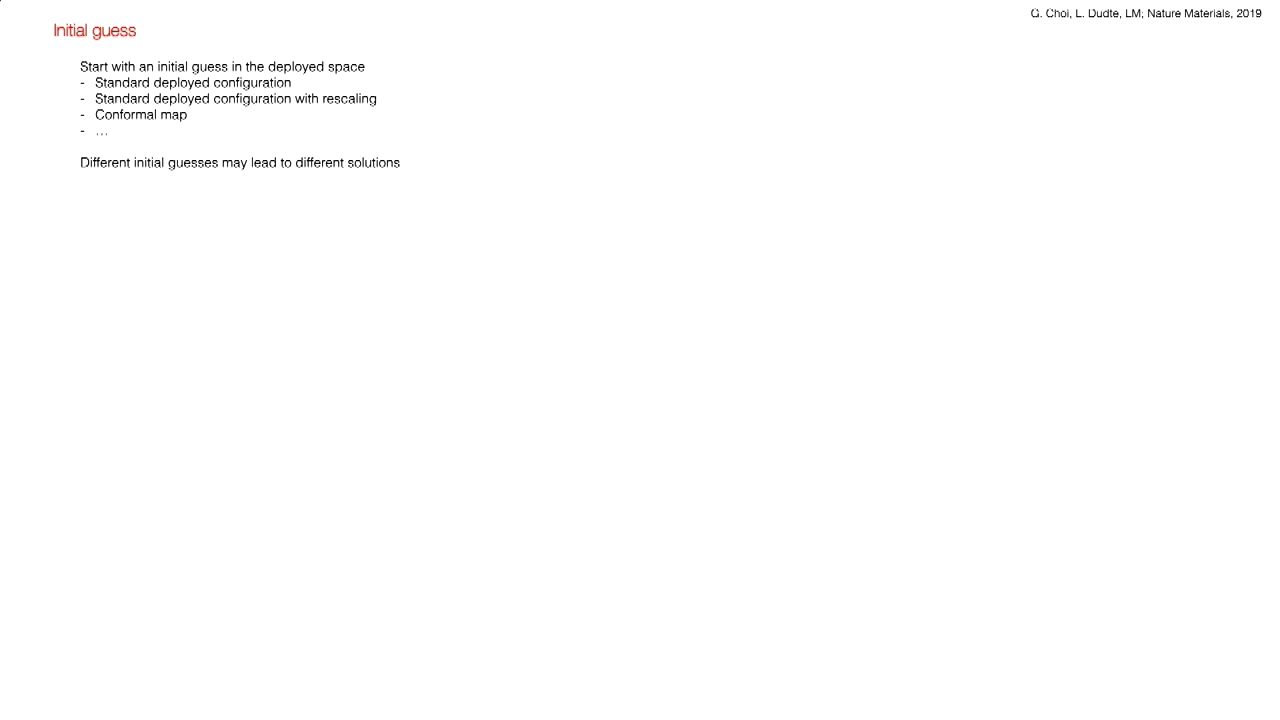 G. Choi, L. Dudte, LM; Nature Materials, 2019
Initial guess
Start with an initial guess in the deployed space
- Standard deployed configuration
- Standard deployed configuration with rescaling
- Conformal map
- ...
Different initial guesses may lead to different solutions